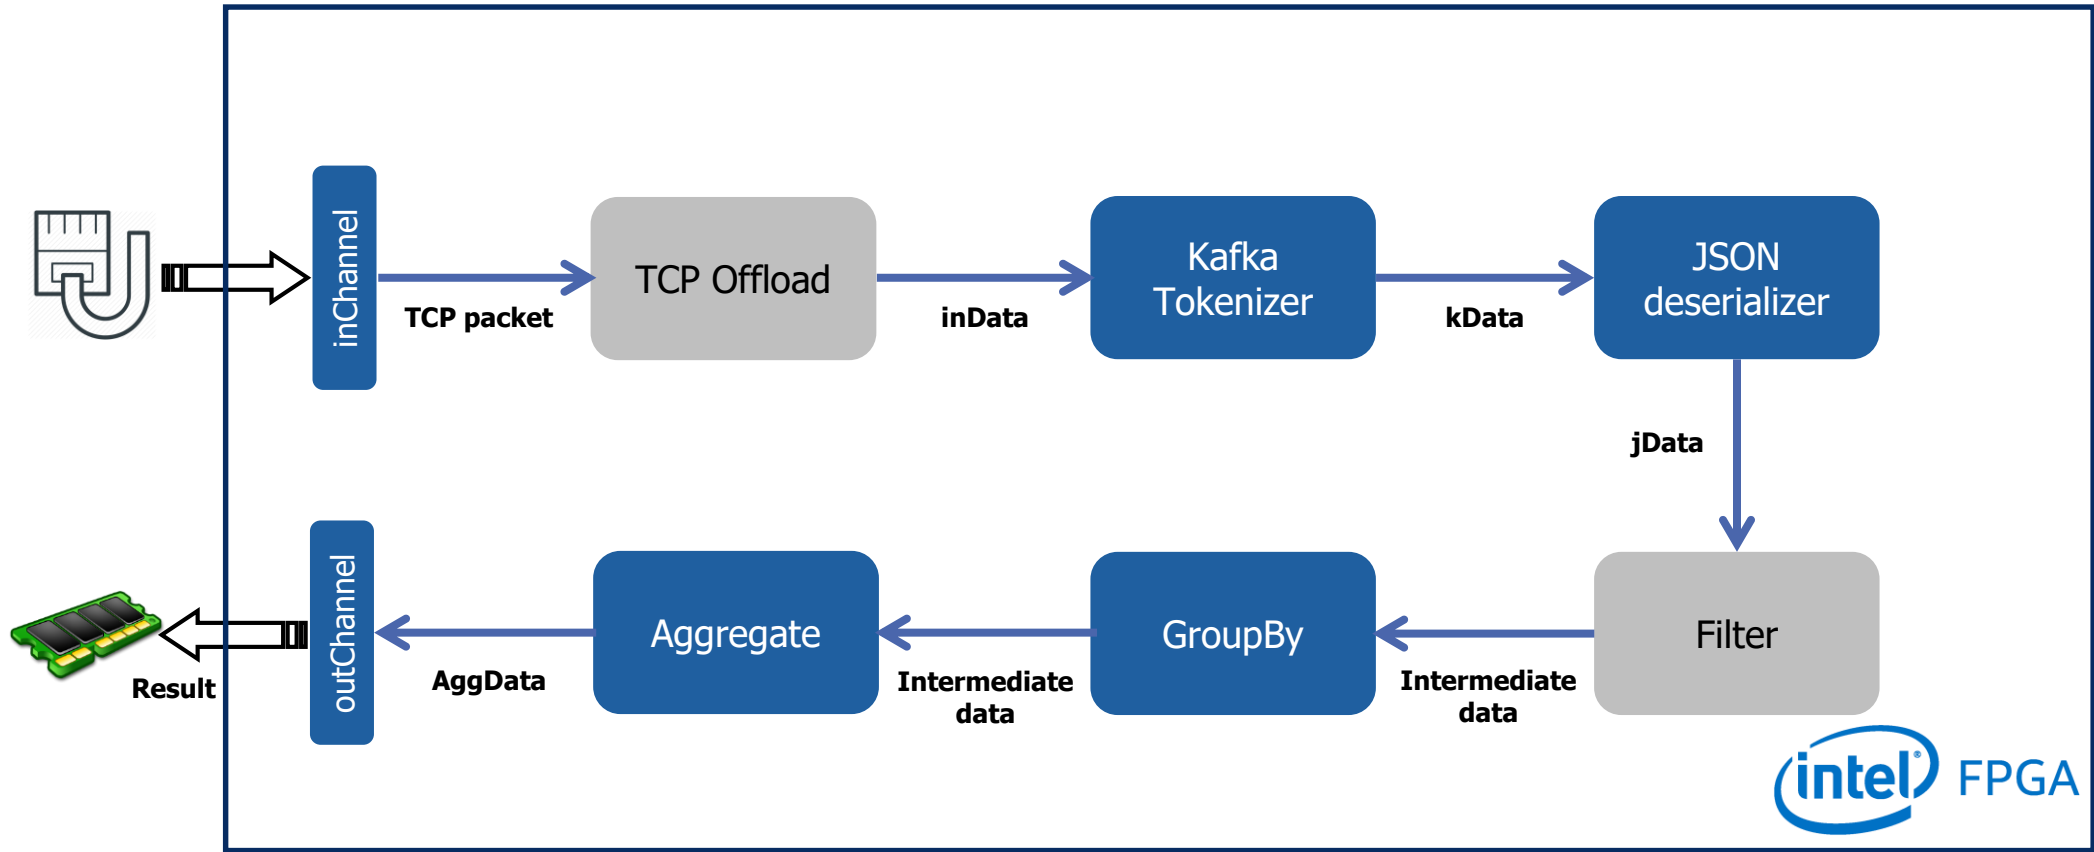 inChannel
TCP packet
TCP Offload
inData
Kafka
Tokenizer
kData
JSON
deserializer
jData
Filter
Intermediate
data
GroupBy
Intermediate
data
Aggregate
AggData
outChannel
Result
intel® FPGA